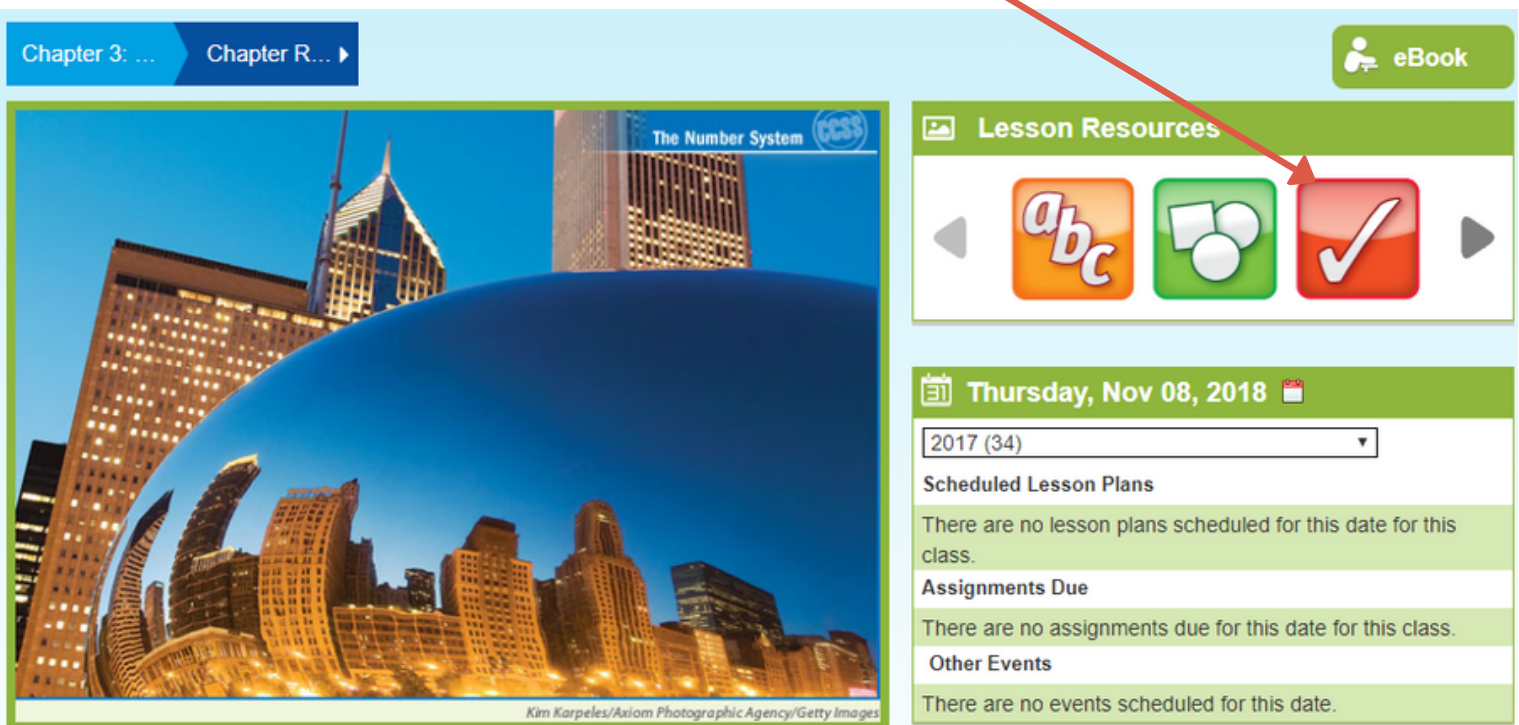 Chapter 3: ...
Chapter R...
eBook
The Number System
CCSS
Lesson Resources
abc
31
Thursday, Nov 08, 2018
2017 (34)
Scheduled Lesson Plans
There are no lesson plans scheduled for this date for this
class.
Assignments Due
There are no assignments due for this date for this class.
Other Events
There are no events scheduled for this date.
Kim Karpeles/Axiom Photographic Agency/Getty Images